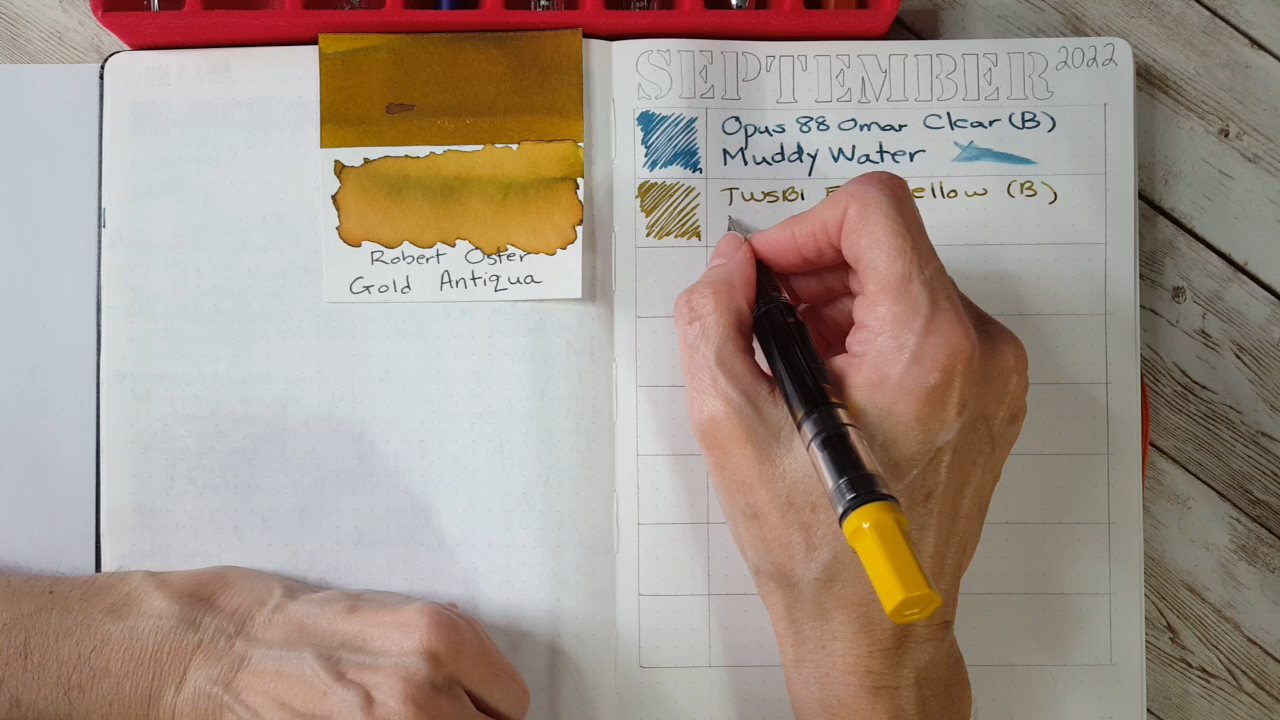 Robert Oster
Gold Antiqua
SEPTEMBER 2022
Opus 88 Omar Clear (B)
Muddy Water
TWSBI ellow (B)